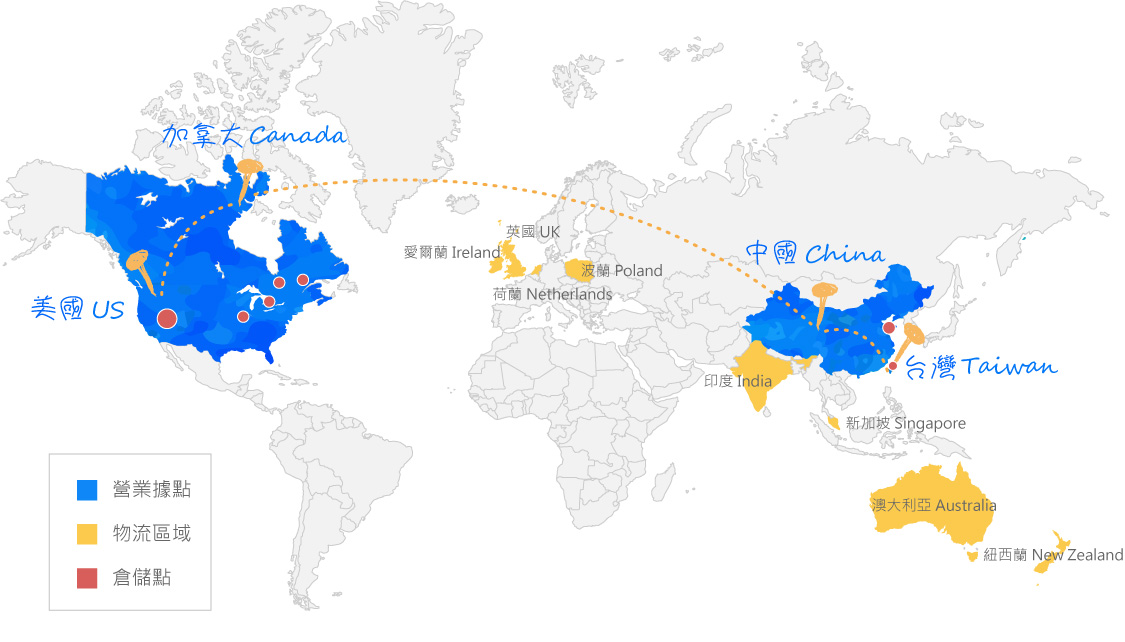 加拿大 Canada
英國 UK
愛爾蘭 Ireland
中國 China
波蘭 Poland
荷蘭 Netherlands
美國 US
台灣 Taiwan
印度 India
新加坡 Singapore
營業據點
澳大利亞 Australia
物流區域
紐西蘭 New Zealand
倉儲點